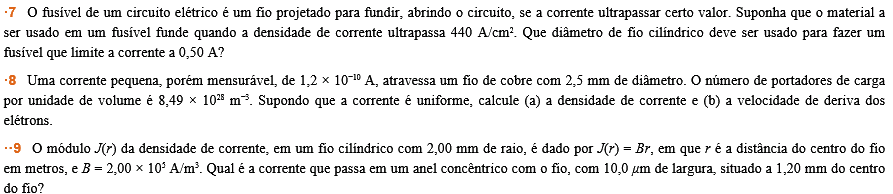 ·7 O fusível de um circuito elétrico é um fio projetado para fundir, abrindo o circuito, se a corrente ultrapassar certo valor. Suponha que o material a
ser usado em um fusível funde quando a densidade de corrente ultrapassa 440 A/cm². Que diâmetro de fio cilíndrico deve ser usado para fazer um
fusível que limite a corrente a 0,50 A?
·8 Uma corrente pequena, porém mensurável, de 1,2 × 10⁻¹⁰ A, atravessa um fio de cobre com 2,5 mm de diâmetro. O número de portadores de carga
por unidade de volume é 8,49 × 10²⁸ m⁻³. Supondo que a corrente é uniforme, calcule (a) a densidade de corrente e (b) a velocidade de deriva dos
elétrons.
··9 O módulo J(r) da densidade de corrente, em um fio cilíndrico com 2,00 mm de raio, é dado por J(r) = Br, em que r é a distância do centro do fio
em metros, e B = 2,00 × 10⁵ A/m³. Qual é a corrente que passa em um anel concêntrico com o fio, com 10,0 μm de largura, situado a 1,20 mm do centro
do fio?